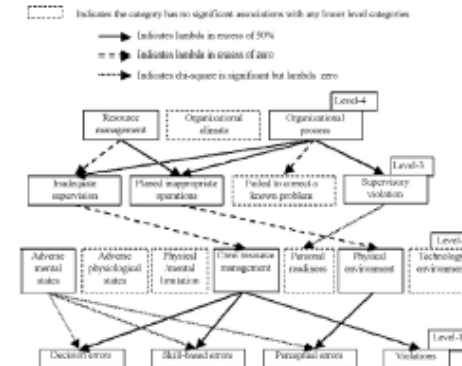 Indicates the category has no significant associations with any lower level categories
Indicates lambda in excess of 50%
Indicates lambda in excess of zero
Indicates chi-square is significant but lambda zero
Level-4
Resource
management
Organizational
climate
Organizational
process
Level-3
Inadequate
supervision
Planed inappropriate
operations
Failed to correct a
known problem
Supervisory
violation
Level-
Adverse
mental
states
Adverse
physiological
states
Physical
/mental
limitation
Crew resource
management
Personal
readiness
Physical
environment
Technology
environmen
Level-1
Decision errors
Skill-based errors
Perceptual errors
Violations